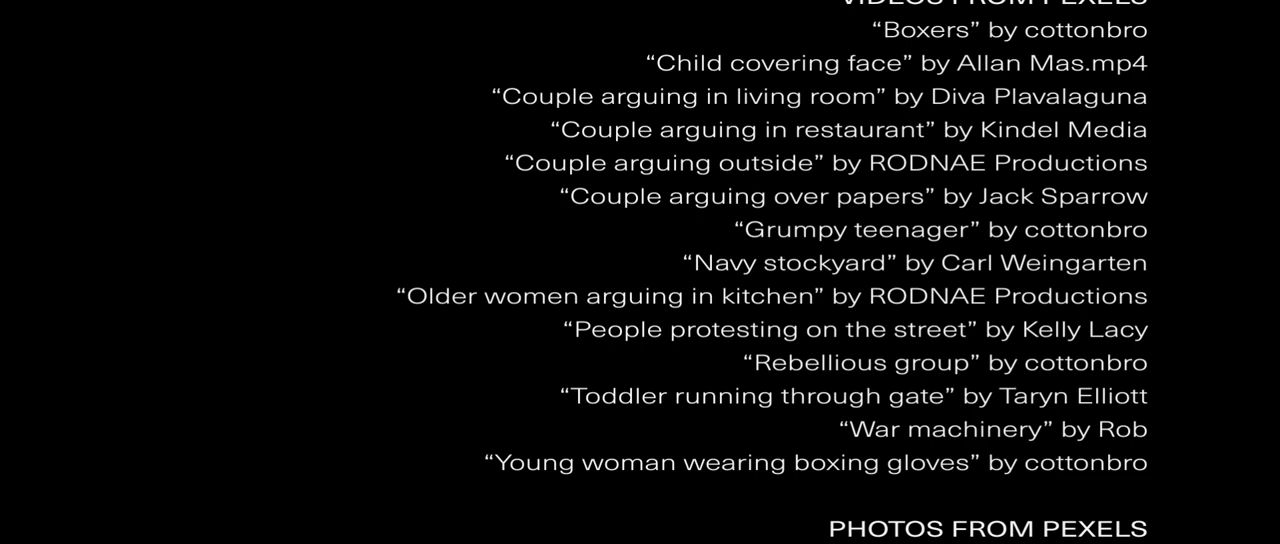 VIDEOS FROM PEXELS
“Boxers” by cottonbro
“Child covering face” by Allan Mas.mp4
“Couple arguing in living room” by Diva Plavalaguna
“Couple arguing in restaurant” by Kindel Media
“Couple arguing outside” by RODNAE Productions
“Couple arguing over papers” by Jack Sparrow
“Grumpy teenager” by cottonbro
“Navy stockyard” by Carl Weingarten
“Older women arguing in kitchen” by RODNAE Productions
“People protesting on the street” by Kelly Lacy
“Rebellious group” by cottonbro
“Toddler running through gate” by Taryn Elliott
“War machinery” by Rob
“Young woman wearing boxing gloves” by cottonbro
PHOTOS FROM PEXELS